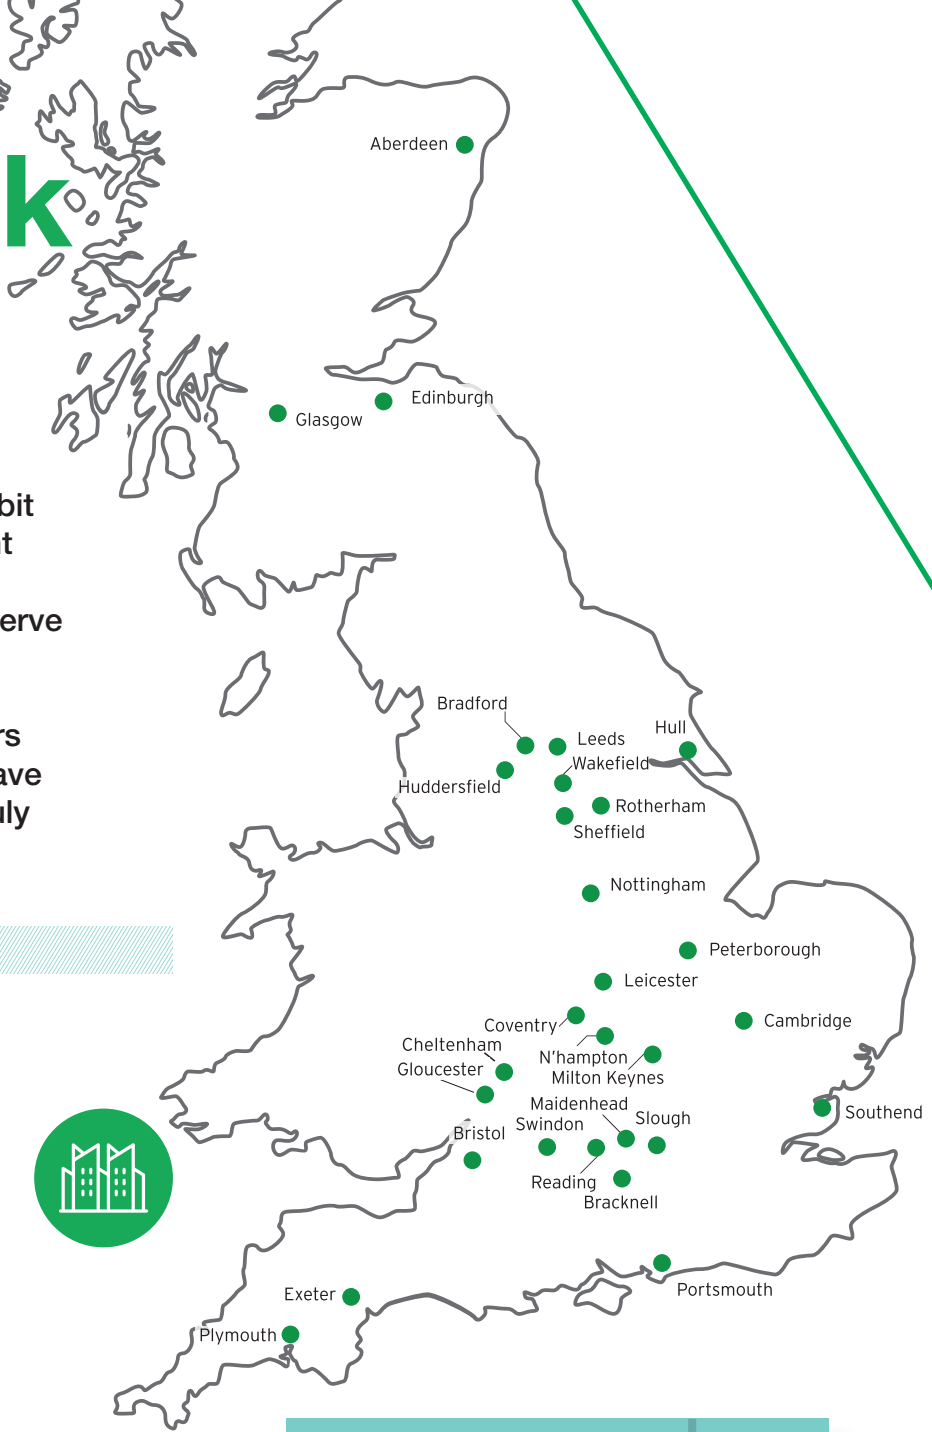 Aberdeen
k
Edinburgh
Glasgow
bit
t
erve
Bradford
rs
Hull
Leeds
Wakefield
ave
Huddersfield
Rotherham
uly
Sheffield
Nottingham
Peterborough
Leicester
Cambridge
Coventry
Cheltenham
N'hampton
Gloucester
Milton Keynes
Maidenhead
Southend
Slough
Swindon
Bristol
Reading
Bracknell
Portsmouth
Exeter
Plymouth